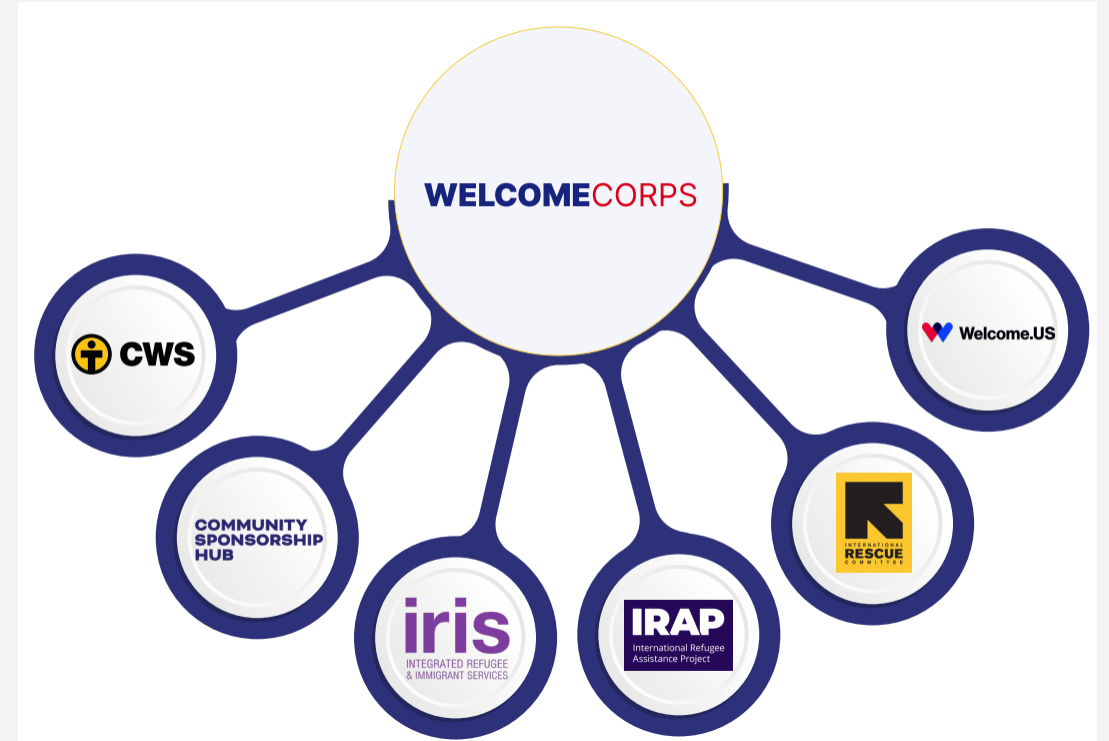 WELCOMECORPS
CWS
COMMUNITY
SPONSORSHIP
HUB
iris
INTEGRATED REFUGEE
& IMMIGRANT SERVICES
IRAP
International Refugee
Assistance Project
INTERNATIONAL
RESCUE
COMMITTEE
Welcome.US